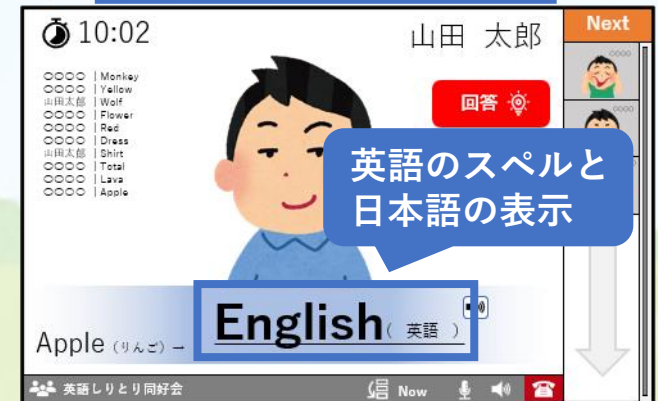 10:02
山田 太郎
Next
○○○○ | Monkey
○○○○ | Yellow
山田太郎 | Wolf
○○○○ | Flower
○○○○ | Red
○○○○ | Dress
山田太郎 | Shirt
○○○○ | Total
○○○○ | Lava
○○○○ | Apple
回答
○○○○
○○○○
英語のスペルと
日本語の表示
Apple (りんご) → English( 英語 )
英語しりとり同好会
Now